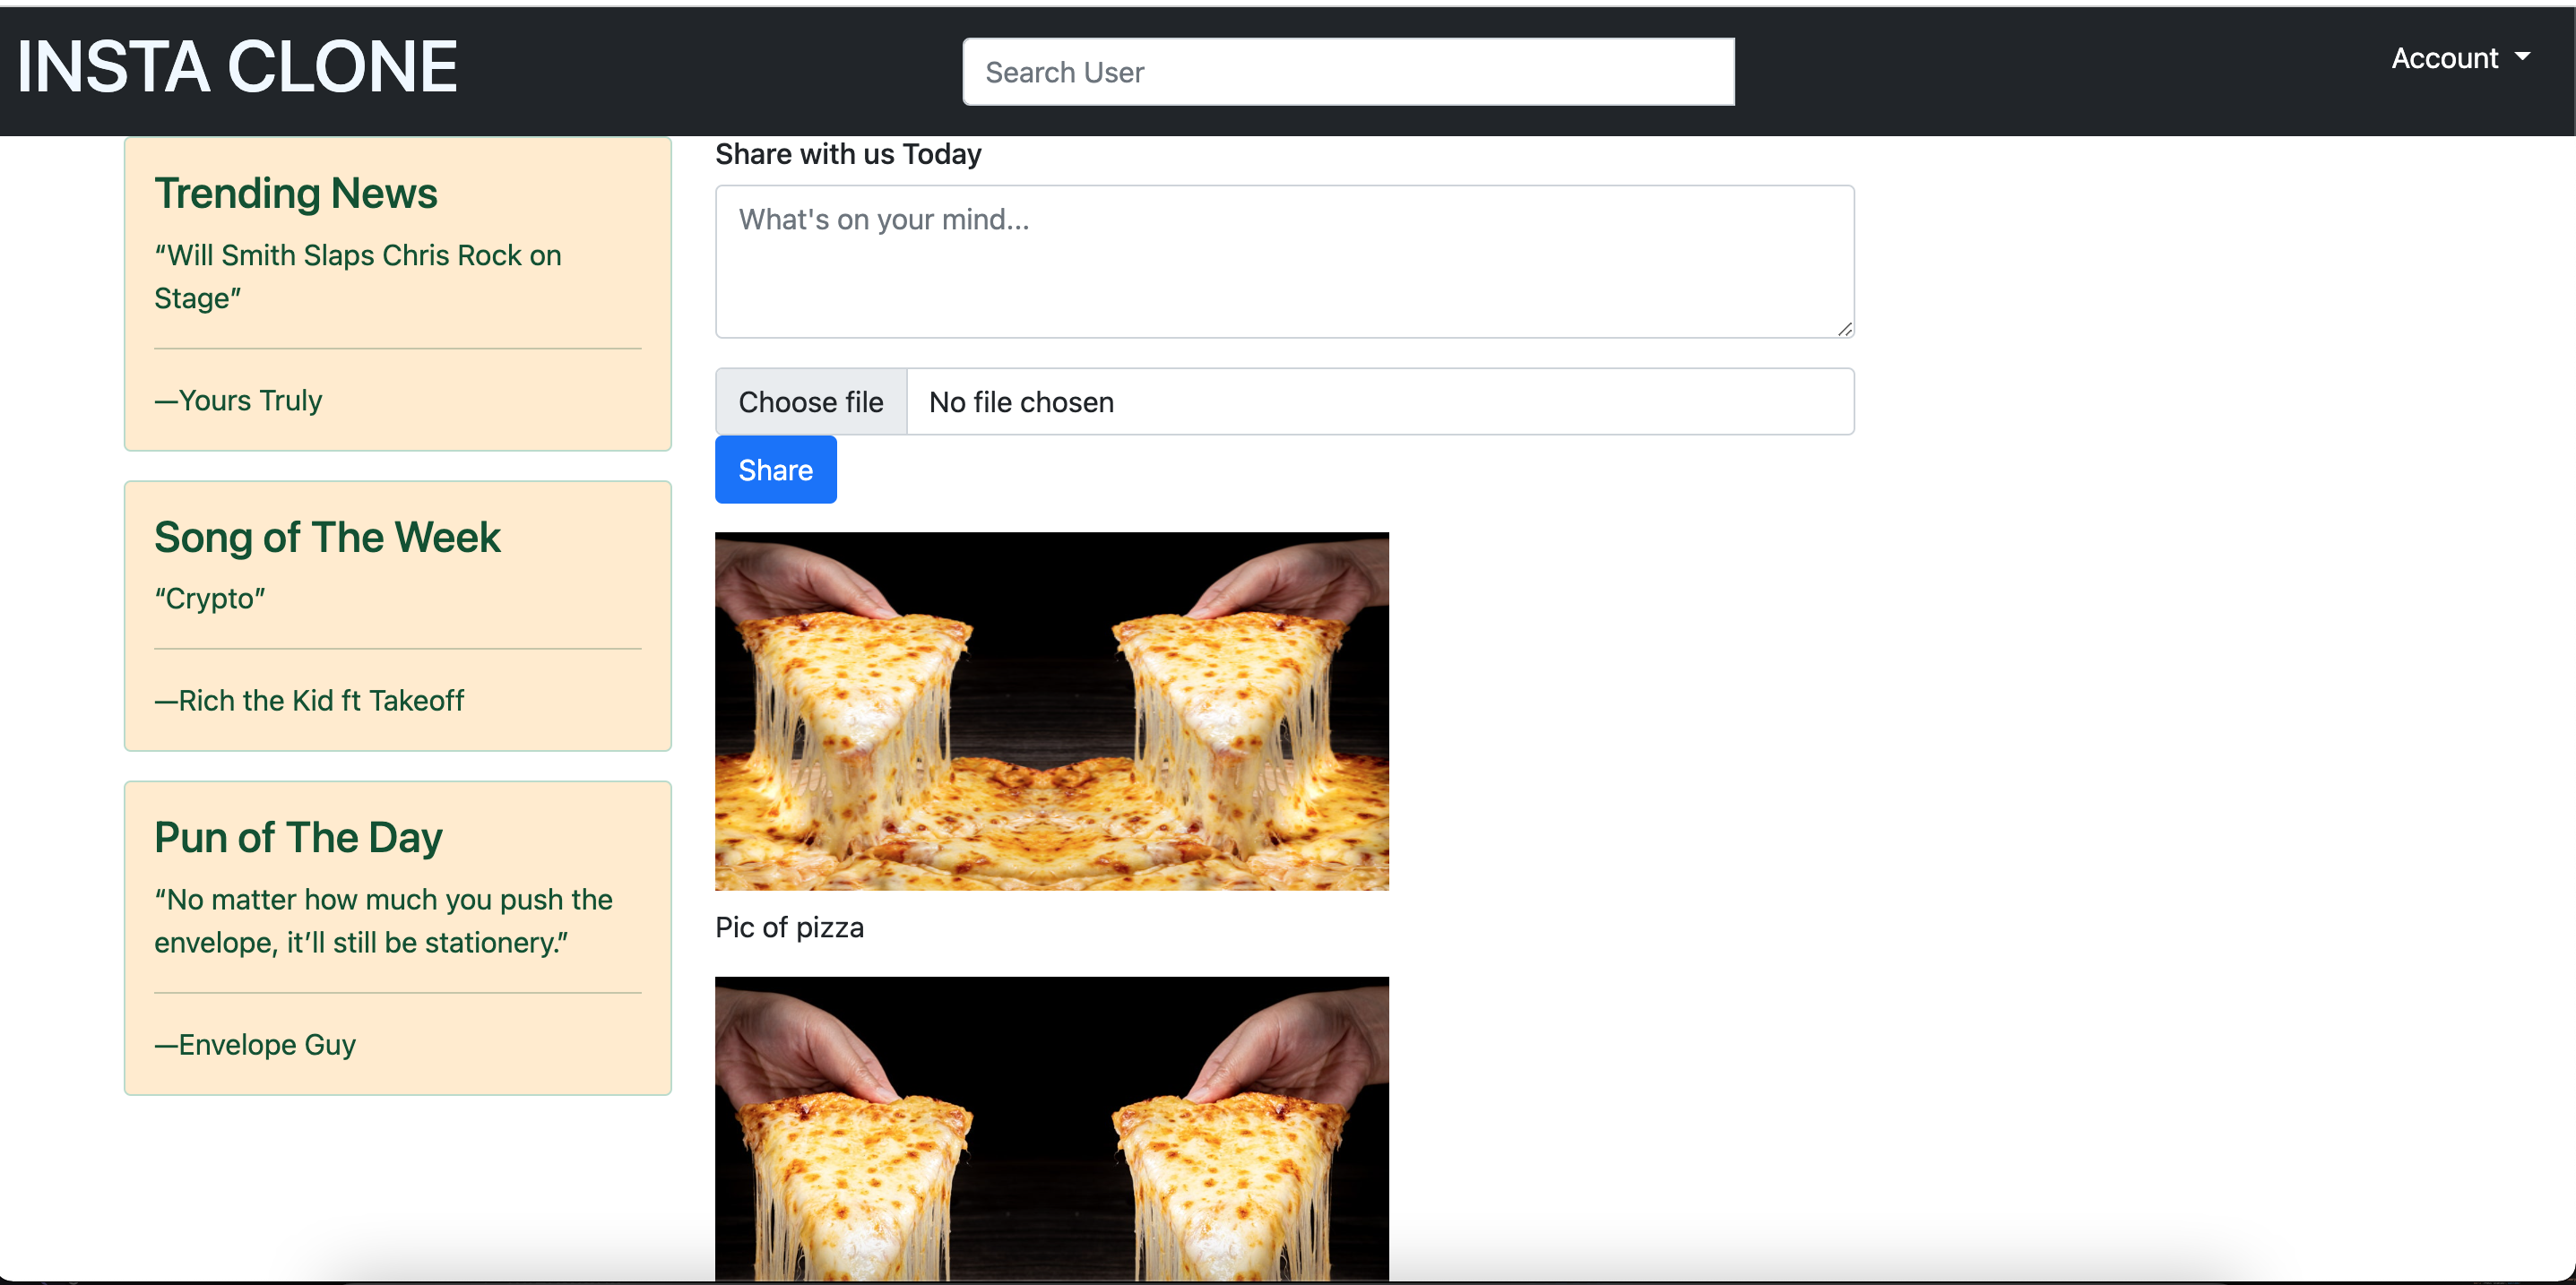 INSTA CLONE
Search User
Account
Trending News
“Will Smith Slaps Chris Rock on
Stage”
—Yours Truly
Song of The Week
“Crypto”
—Rich the Kid ft Takeoff
Pun of The Day
“No matter how much you push the
envelope, it’ll still be stationery.”
—Envelope Guy
Share with us Today
What's on your mind...
Choose file No file chosen
Share
Pic of pizza